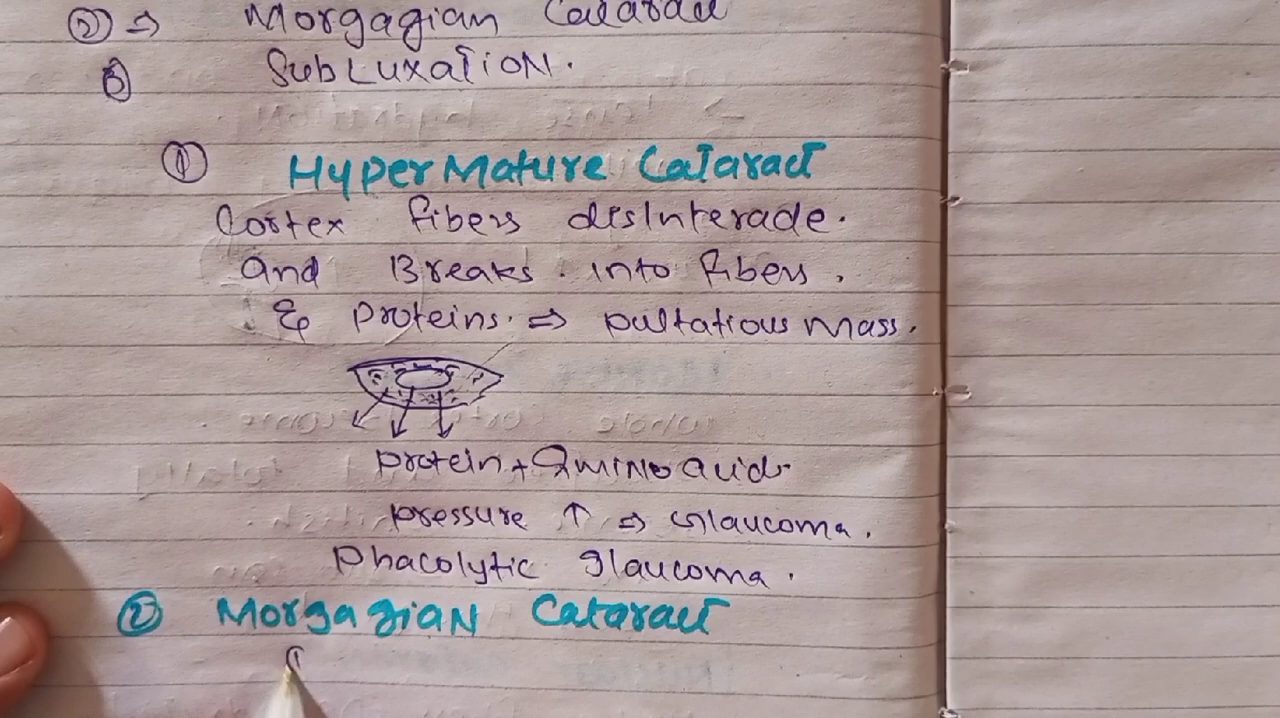 ② ⇒ Morgagian Cataract
③ SubLuxATiON.
① HyperMature CaTaract
Cortex fibers disInterade.
And Breaks. into fibers,
& proteins. ⇒ pultatious mass.
protein + Amino acid.
pressure ↑ ⇒ Glaucoma.
Phacolytic glaucoma.
② MorgagiAN Cataract